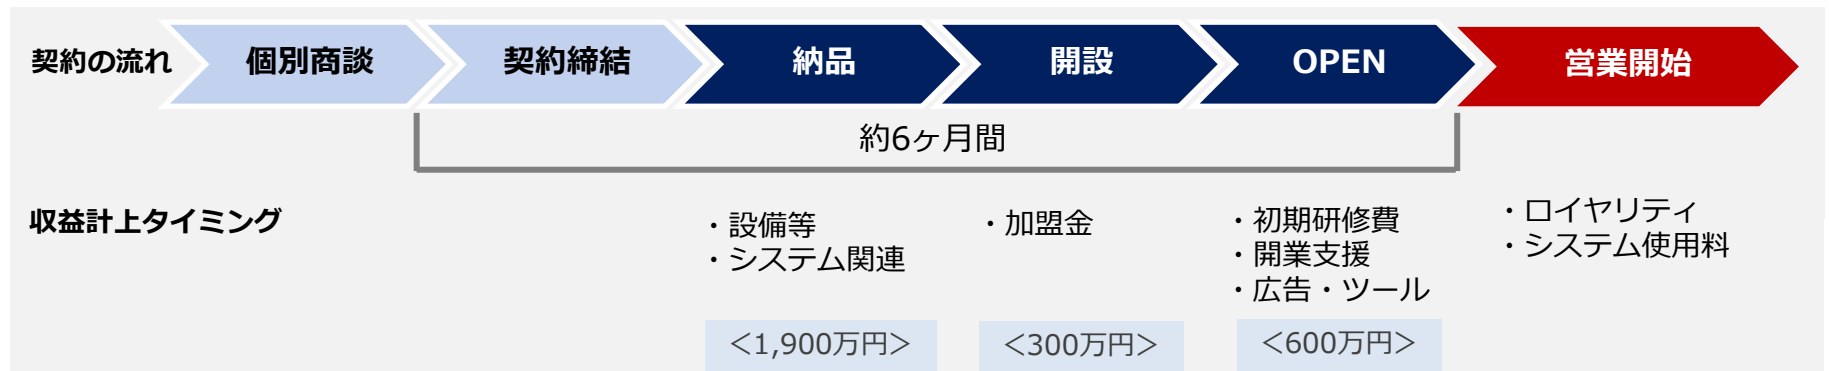 契約の流れ
個別商談
契約締結
納品
開設
OPEN
営業開始
約6ヶ月間
収益計上タイミング
・設備等
・システム関連
＜1,900万円＞
・加盟金
＜300万円＞
・初期研修費
・開業支援
・広告・ツール
＜600万円＞
・ロイヤリティ
・システム使用料